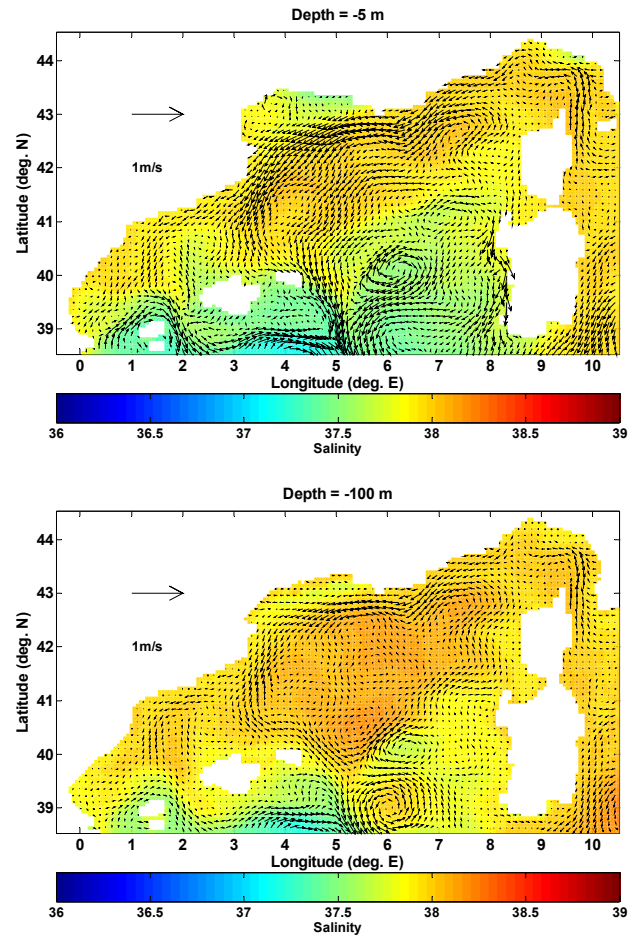 Depth = -5 m
44
43
42
41
40
39
Latitude (deg. N)
1m/s
0 1 2 3 4 5 6 7 8 9 10
Longitude (deg. E)
36 36.5 37 37.5 38 38.5 39
Salinity
Depth = -100 m
44
43
42
41
40
39
Latitude (deg. N)
1m/s
0 1 2 3 4 5 6 7 8 9 10
Longitude (deg. E)
36 36.5 37 37.5 38 38.5 39
Salinity